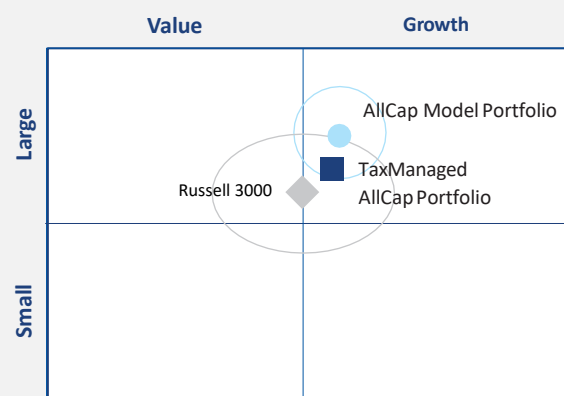 Value
Growth
Large
AllCap Model Portfolio
TaxManaged
Russell 3000
AllCap Portfolio
Small